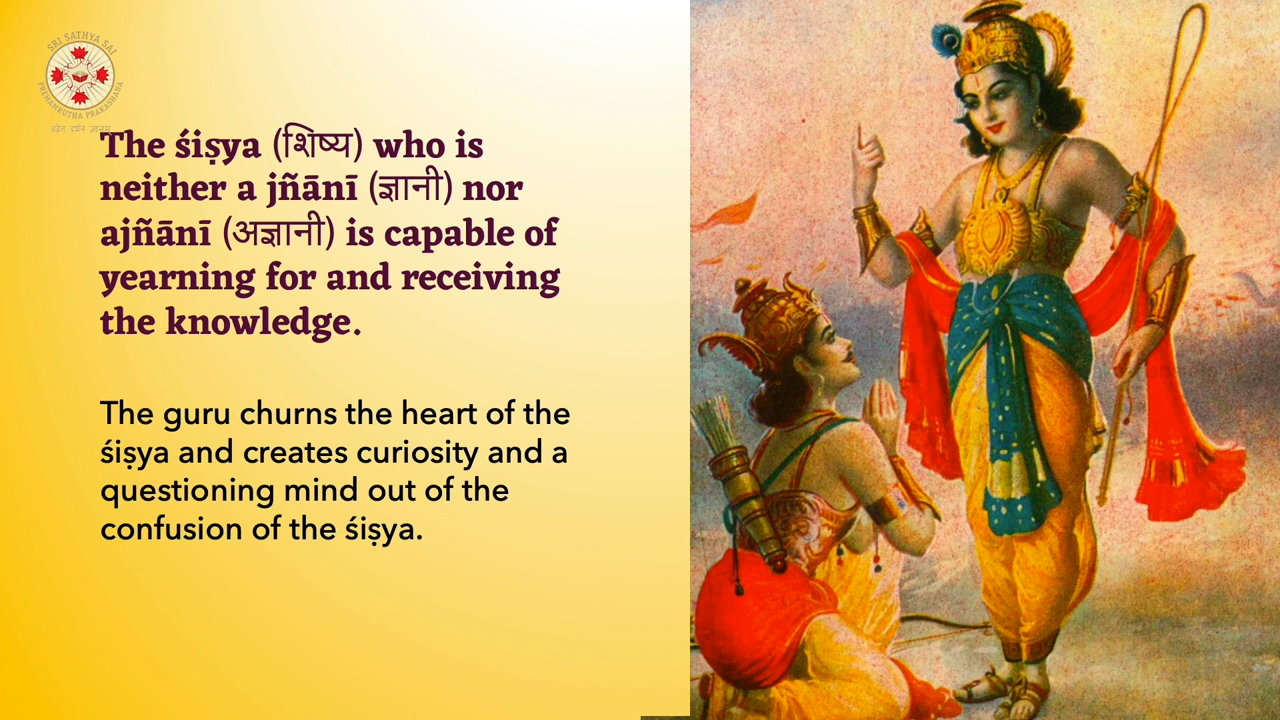 SRI SATHYA SAI
PREMAMRUTHA PRAKASHANA
The śiṣya (शिष्य) who is
neither a jñānī (ज्ञानी) nor
ajñānī (अज्ञानी) is capable of
yearning for and receiving
the knowledge.
The guru churns the heart of the
śiṣya and creates curiosity and a
questioning mind out of the
confusion of the śiṣya.